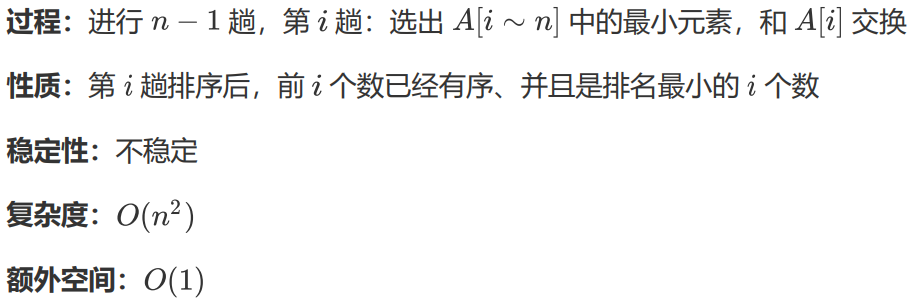 过程：进行 n − 1 趟，第 i 趟：选出 A[i ∼ n] 中的最小元素，和 A[i] 交换
性质：第 i 趟排序后，前 i 个数已经有序、并且是排名最小的 i 个数
稳定性：不稳定
复杂度：O(n²)
额外空间：O(1)